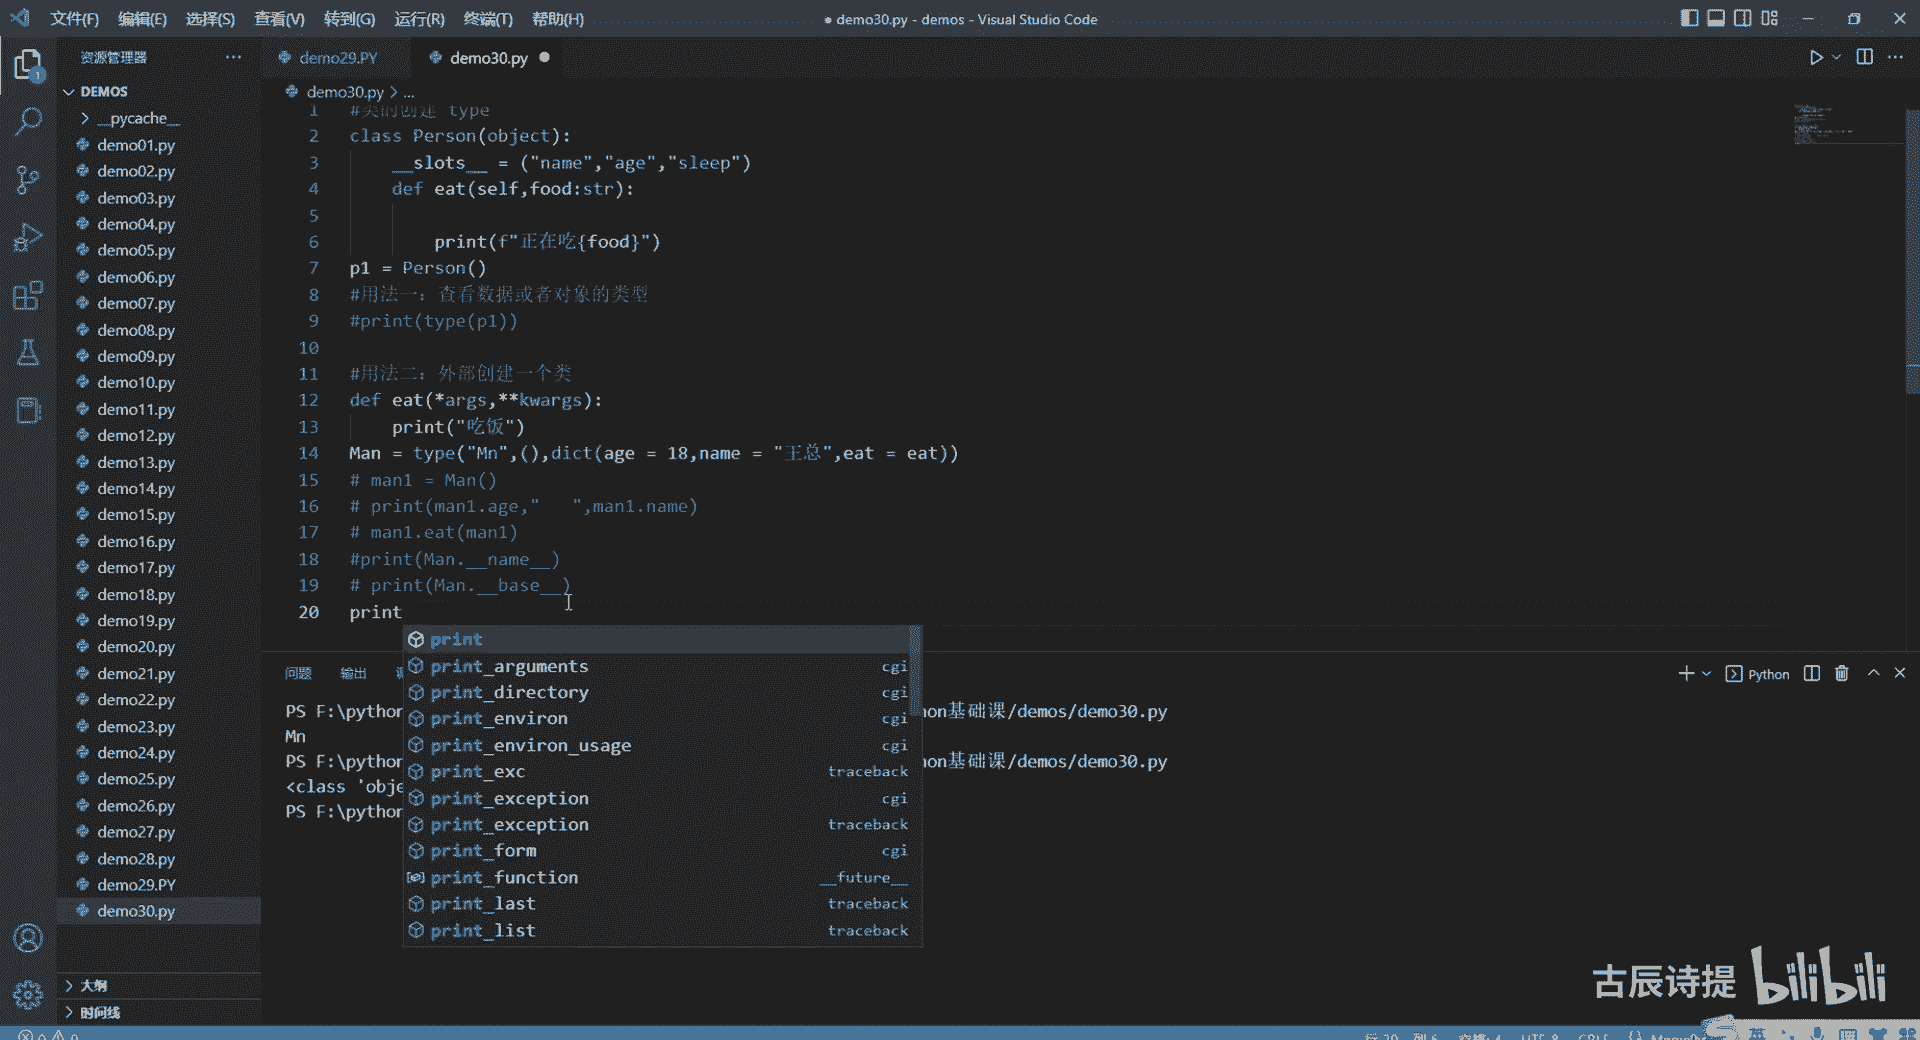 文件(F) 编辑(E) 选择(S) 查看(V) 转到(G) 运行(R) 终端(T) 帮助(H)
● demo30.py - demos - Visual Studio Code
资源管理器
demo29.PY
demo30.py
DEMOS
demo30.py > ...
__pycache__
demo01.py
demo02.py
demo03.py
demo04.py
demo05.py
demo06.py
demo07.py
demo08.py
demo09.py
demo10.py
demo11.py
demo12.py
demo13.py
demo14.py
demo15.py
demo16.py
demo17.py
demo18.py
demo19.py
demo20.py
demo21.py
demo22.py
demo23.py
demo24.py
demo25.py
demo26.py
demo27.py
demo28.py
demo29.PY
demo30.py
大纲
时间线
1 #类的创建 type
2 class Person(object):
3 __slots__ = ("name","age","sleep")
4 def eat(self,food:str):
5
6 print(f"正在吃{food}")
7 p1 = Person()
8 #用法一：查看数据或者对象的类型
9 #print(type(p1))
10
11 #用法二：外部创建一个类
12 def eat(*args,**kwargs):
13 print("吃饭")
14 Man = type("Mn",(),dict(age = 18,name = "王总",eat = eat))
15 # man1 = Man()
16 # print(man1.age,"   ",man1.name)
17 # man1.eat(man1)
18 #print(Man.__name__)
19 # print(Man.__base__)
20 print
print
print_arguments cgi
print_directory cgi
print_environ cgi
print_environ_usage cgi
print_exc traceback
print_exception cgi
print_exception traceback
print_form cgi
print_function __future__
print_last traceback
print_list traceback
问题 输出
Python
PS F:\python
on基础课/demos/demo30.py
Mn
PS F:\python
on基础课/demos/demo30.py
<class 'obje
PS F:\python
古辰诗提 bilibili